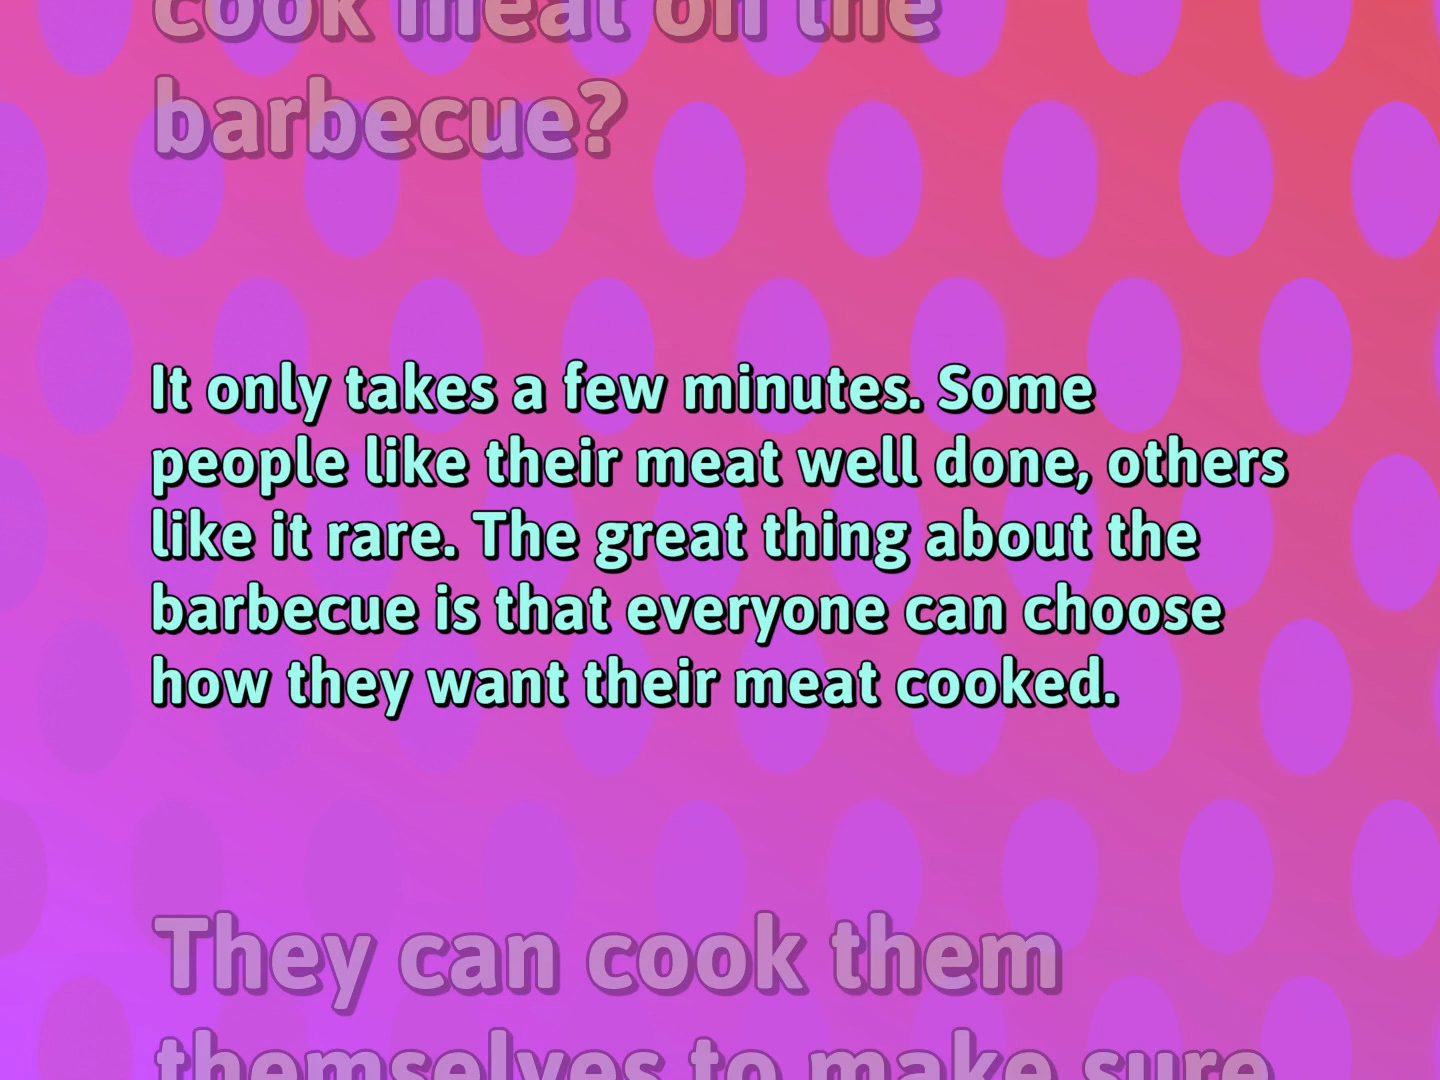 cook meat on the
barbecue?
It only takes a few minutes. Some
people like their meat well done, others
like it rare. The great thing about the
barbecue is that everyone can choose
how they want their meat cooked.
They can cook them
themselves to make sure